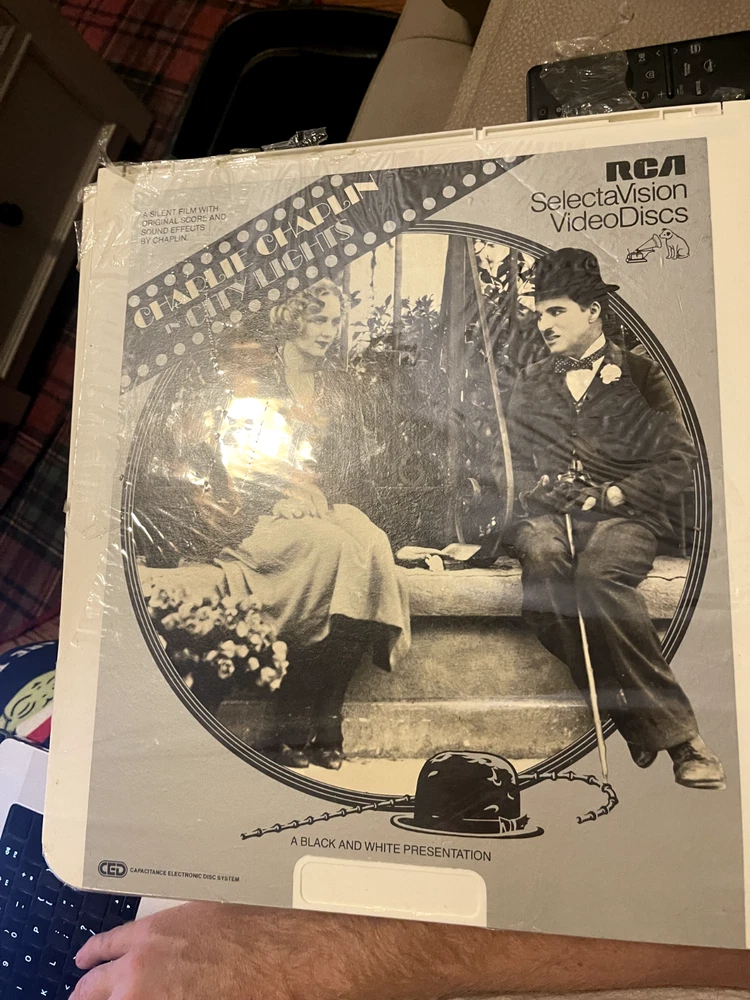 A SILENT FILM WITH
ORIGINAL SCORE AND
SOUND EFFECTS
BY CHAPLIN.
CHARLIE CHAPLIN
IN CITY LIGHTS
RCA
SelectaVision
VideoDiscs
A BLACK AND WHITE PRESENTATION
CED CAPACITANCE ELECTRONIC DISC SYSTEM